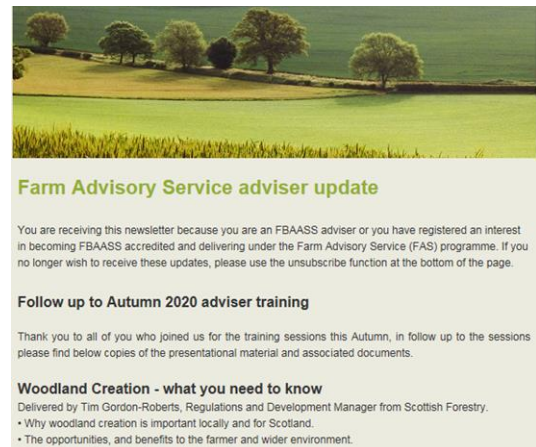 Farm Advisory Service adviser update
You are receiving this newsletter because you are an FBAASS adviser or you have registered an interest
in becoming FBAASS accredited and delivering under the Farm Advisory Service (FAS) programme. If you
no longer wish to receive these updates, please use the unsubscribe function at the bottom of the page.
Follow up to Autumn 2020 adviser training
Thank you to all of you who joined us for the training sessions this Autumn, in follow up to the sessions
please find below copies of the presentational material and associated documents.
Woodland Creation - what you need to know
Delivered by Tim Gordon-Roberts, Regulations and Development Manager from Scottish Forestry.
• Why woodland creation is important locally and for Scotland.
• The opportunities, and benefits to the farmer and wider environment.